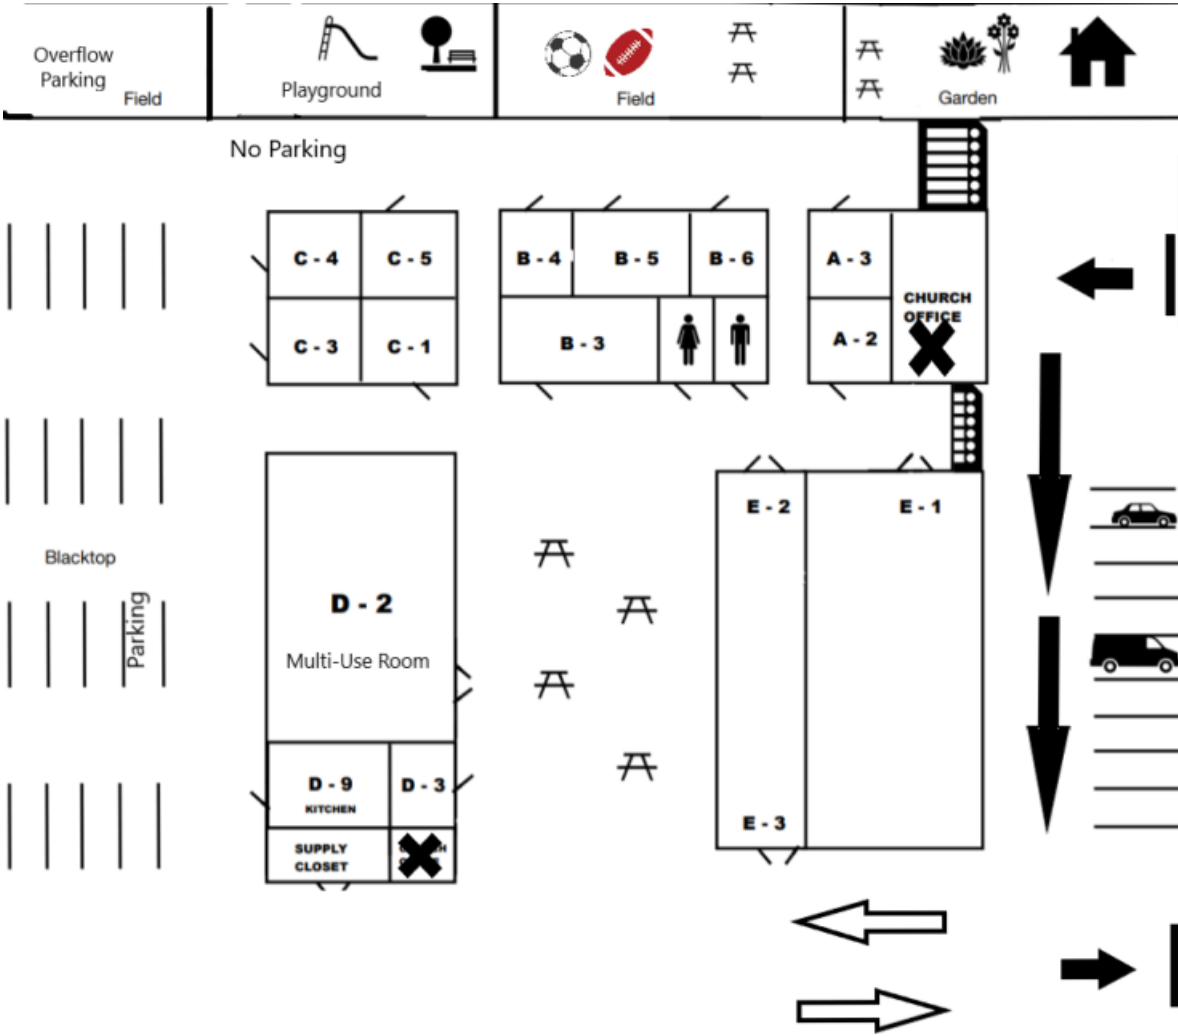 Overflow
Parking
Field
Playground
Field
Garden
No Parking
C - 4
C - 5
B - 4
B - 5
B - 6
A - 3
CHURCH
OFFICE
C - 3
C - 1
B - 3
A - 2
E - 2
E - 1
Blacktop
Parking
D - 2
Multi-Use Room
D - 9
KITCHEN
D - 3
E - 3
SUPPLY
CLOSET